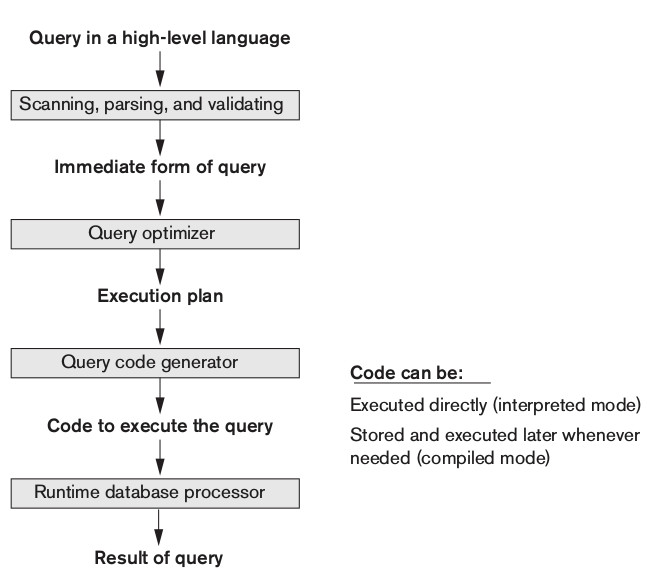 Query in a high-level language
Scanning, parsing, and validating
Immediate form of query
Query optimizer
Execution plan
Query code generator
Code can be:
Executed directly (interpreted mode)
Code to execute the query
Stored and executed later whenever
needed (compiled mode)
Runtime database processor
Result of query